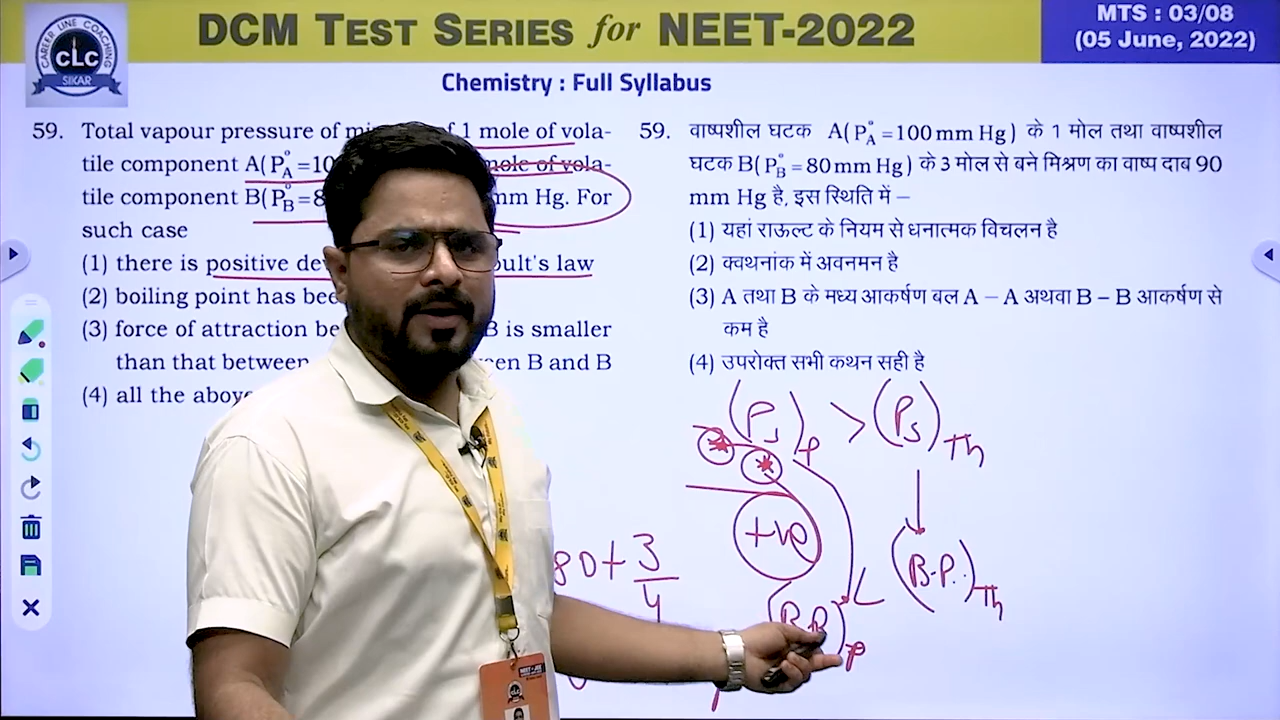 DCM TEST SERIES for NEET-2022
MTS : 03/08
(05 June, 2022)
CAREER LINE COACHING
CLC
SIKAR
Chemistry : Full Syllabus
59. Total vapour pressure of of 1 mole of vola-
tile component A(P°A =10 mole of vola-
tile component B(P°B =8 mm Hg. For
such case
(1) there is positive de oult's law
(2) boiling point has bee
(3) force of attraction be B is smaller
than that between een B and B
(4) all the above
59. वाष्पशील घटक A(P°A =100 mm Hg) के 1 मोल तथा वाष्पशील
घटक B(P°B = 80 mm Hg) के 3 मोल से बने मिश्रण का वाष्प दाब 90
mm Hg है, इस स्थिति में –
(1) यहां राऊल्ट के नियम से धनात्मक विचलन है
(2) क्वथनांक में अवनमन है
(3) A तथा B के मध्य आकर्षण बल A – A अथवा B – B आकर्षण से
कम है
(4) उपरोक्त सभी कथन सही है
(Ps)P > (Ps)Th
+ve
80 + 3/4
(B.P.)P < (B.P.)Th
NEET • JEE
CLC